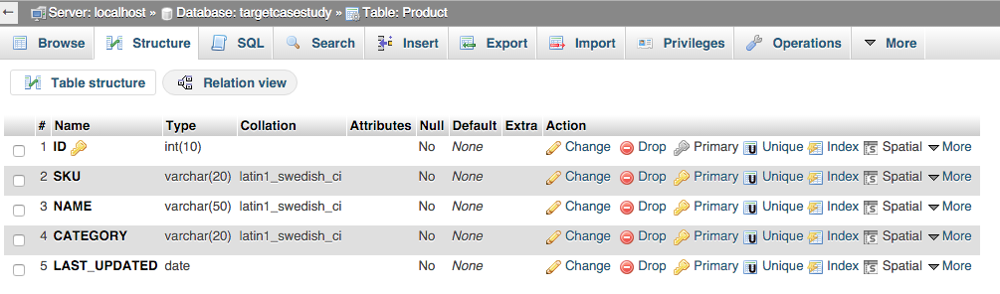 ← Server: localhost » Database: targetcasestudy » Table: Product
Browse Structure SQL Search Insert Export Import Privileges Operations More
Table structure Relation view
# Name Type Collation Attributes Null Default Extra Action
1 ID int(10) No None Change Drop Primary Unique Index Spatial More
2 SKU varchar(20) latin1_swedish_ci No None Change Drop Primary Unique Index Spatial More
3 NAME varchar(50) latin1_swedish_ci No None Change Drop Primary Unique Index Spatial More
4 CATEGORY varchar(20) latin1_swedish_ci No None Change Drop Primary Unique Index Spatial More
5 LAST_UPDATED date No None Change Drop Primary Unique Index Spatial More